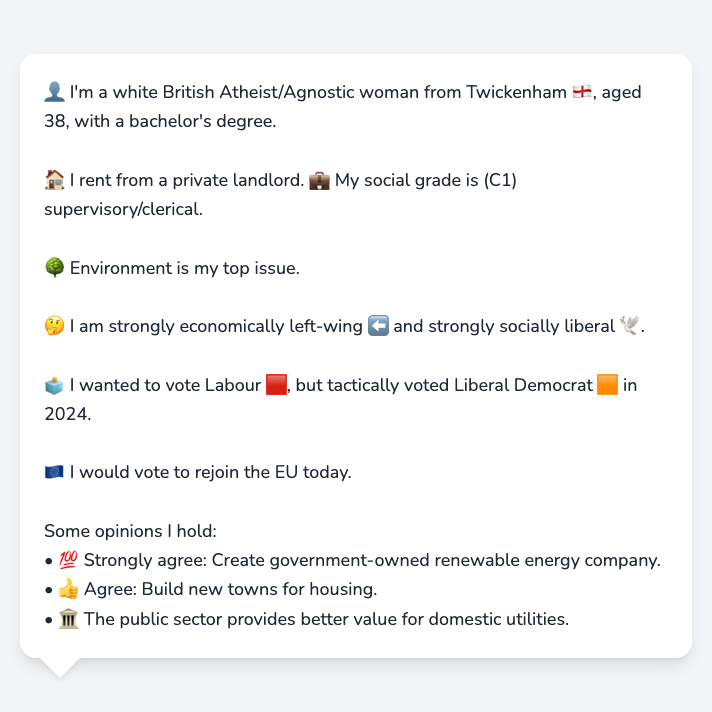 👤 I'm a white British Atheist/Agnostic woman from Twickenham 🏴󠁧󠁢󠁥󠁮󠁧󠁿, aged
38, with a bachelor's degree.
🏠 I rent from a private landlord. 💼 My social grade is (C1)
supervisory/clerical.
🌳 Environment is my top issue.
🤔 I am strongly economically left-wing ⬅️ and strongly socially liberal 🕊️.
🗳️ I wanted to vote Labour 🟥, but tactically voted Liberal Democrat 🟧 in
2024.
🇪🇺 I would vote to rejoin the EU today.
Some opinions I hold:
• 💯 Strongly agree: Create government-owned renewable energy company.
• 👍 Agree: Build new towns for housing.
• 🏛️ The public sector provides better value for domestic utilities.